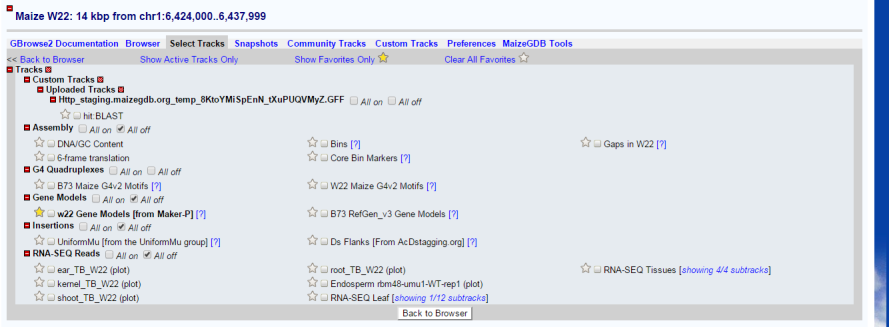 Maize W22: 14 kbp from chr1:6,424,000..6,437,999
GBrowse2 Documentation Browser Select Tracks Snapshots Community Tracks Custom Tracks Preferences MaizeGDB Tools
<< Back to Browser Show Active Tracks Only Show Favorites Only Clear All Favorites
Tracks
Custom Tracks
Uploaded Tracks
Http_staging.maizegdb.org_temp_8KtoYMiSpEnN_tXuPUQVMyZ.GFF All on All off
hit:BLAST
Assembly All on All off
DNA/GC Content Bins [?] Gaps in W22 [?]
6-frame translation Core Bin Markers [?]
G4 Quadruplexes All on All off
B73 Maize G4v2 Motifs [?] W22 Maize G4v2 Motifs [?]
Gene Models All on All off
w22 Gene Models [from Maker-P] [?] B73 RefGen_v3 Gene Models [?]
Insertions All on All off
UniformMu [from the UniformMu group] [?] Ds Flanks [From AcDstagging.org] [?]
RNA-SEQ Reads All on All off
ear_TB_W22 (plot) root_TB_W22 (plot) RNA-SEQ Tissues [showing 4/4 subtracks]
kernel_TB_W22 (plot) Endosperm rbm48-umu1-WT-rep1 (plot)
shoot_TB_W22 (plot) RNA-SEQ Leaf [showing 1/12 subtracks]
Back to Browser